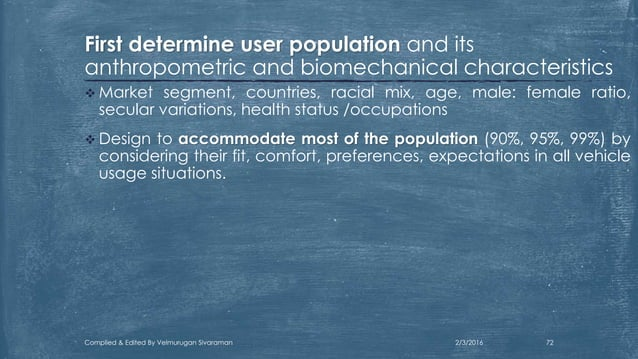 First determine user population and its
anthropometric and biomechanical characteristics
❖ Market segment, countries, racial mix, age, male: female ratio,
secular variations, health status /occupations
❖ Design to accommodate most of the population (90%, 95%, 99%) by
considering their fit, comfort, preferences, expectations in all vehicle
usage situations.
Complied & Edited By Velmurugan Sivaraman 2/3/2016 72